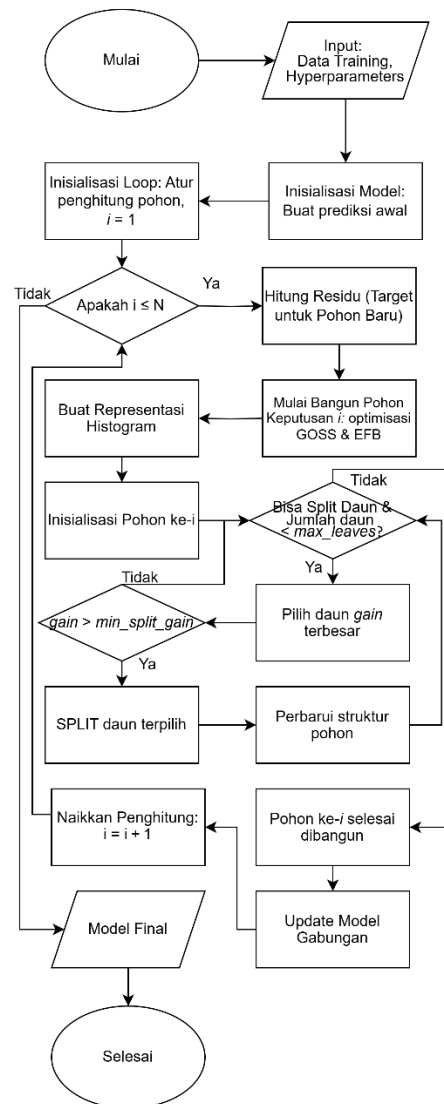 Mulai
Input:
Data Training,
Hyperparameters
Inisialisasi Loop: Atur
penghitung pohon,
i = 1
Inisialisasi Model:
Buat prediksi awal
Tidak
Apakah i ≤ N
Ya
Hitung Residu (Target
untuk Pohon Baru)
Buat Representasi
Histogram
Mulai Bangun Pohon
Keputusan i: optimisasi
GOSS & EFB
Tidak
Inisialisasi Pohon ke-i
Bisa Split Daun &
Jumlah daun
< max_leaves?
Ya
Tidak
gain > min_split_gain
Pilih daun gain
terbesar
Ya
SPLIT daun terpilih
Perbarui struktur
pohon
Naikkan Penghitung:
i = i + 1
Pohon ke-i selesai
dibangun
Model Final
Update Model
Gabungan
Selesai